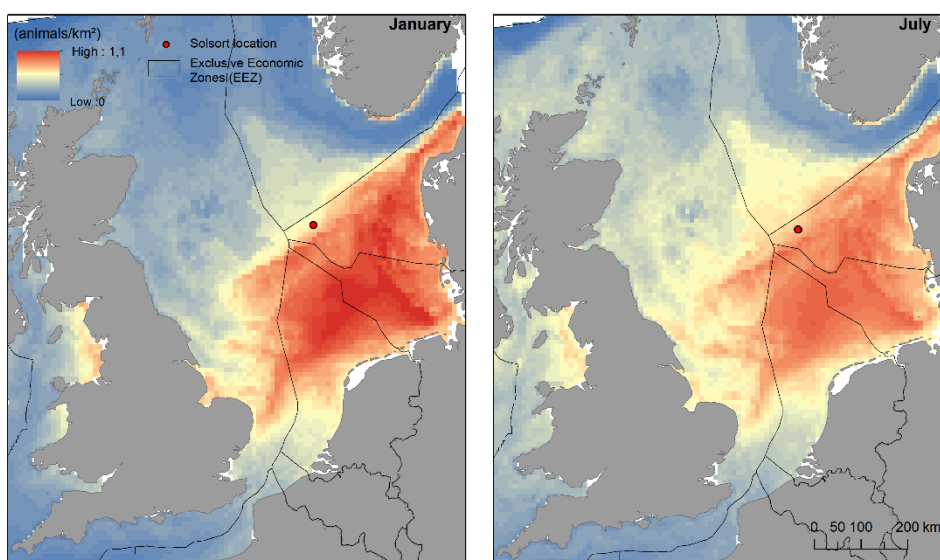 January
(animals/km²)
High : 1,1
Low :0
Solsort location
Exclusive Economic
Zones (EEZ)
July
0 50 100 200 km